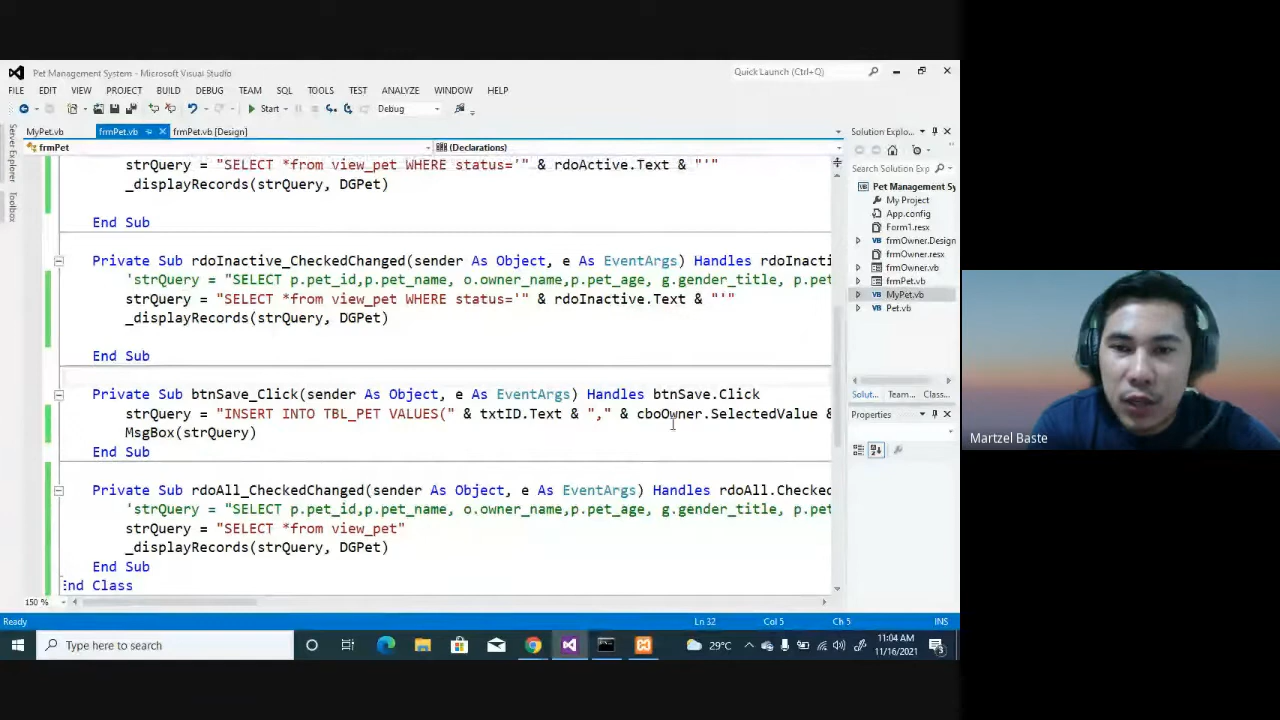 Pet Management System - Microsoft Visual Studio
Quick Launch (Ctrl+Q)
FILE EDIT VIEW PROJECT BUILD DEBUG TEAM SQL TOOLS TEST ANALYZE WINDOW HELP
Start Debug
MyPet.vb frmPet.vb frmPet.vb [Design]
frmPet (Declarations)
Server Explorer
Toolbox
strQuery = "SELECT *from view_pet WHERE status='" & rdoActive.Text & "'"
_displayRecords(strQuery, DGPet)
End Sub
Private Sub rdoInactive_CheckedChanged(sender As Object, e As EventArgs) Handles rdoInacti
'strQuery = "SELECT p.pet_id,p.pet_name, o.owner_name,p.pet_age, g.gender_title, p.pet
strQuery = "SELECT *from view_pet WHERE status='" & rdoInactive.Text & "'"
_displayRecords(strQuery, DGPet)
End Sub
Private Sub btnSave_Click(sender As Object, e As EventArgs) Handles btnSave.Click
strQuery = "INSERT INTO TBL_PET VALUES(" & txtID.Text & "," & cboOwner.SelectedValue &
MsgBox(strQuery)
End Sub
Private Sub rdoAll_CheckedChanged(sender As Object, e As EventArgs) Handles rdoAll.Checked
'strQuery = "SELECT p.pet_id,p.pet_name, o.owner_name,p.pet_age, g.gender_title, p.pet
strQuery = "SELECT *from view_pet"
_displayRecords(strQuery, DGPet)
End Sub
End Class
150 %
Solution Explo...
Search Solution Exp
Pet Management Sy
My Project
App.config
Form1.resx
frmOwner.Design
frmOwner.resx
frmOwner.vb
frmPet.vb
MyPet.vb
Pet.vb
Solut... Team... Class...
Properties
Ready Ln 32 Col 5 Ch 5 INS
Type here to search
29°C
11:04 AM
11/16/2021
3
Martzel Baste